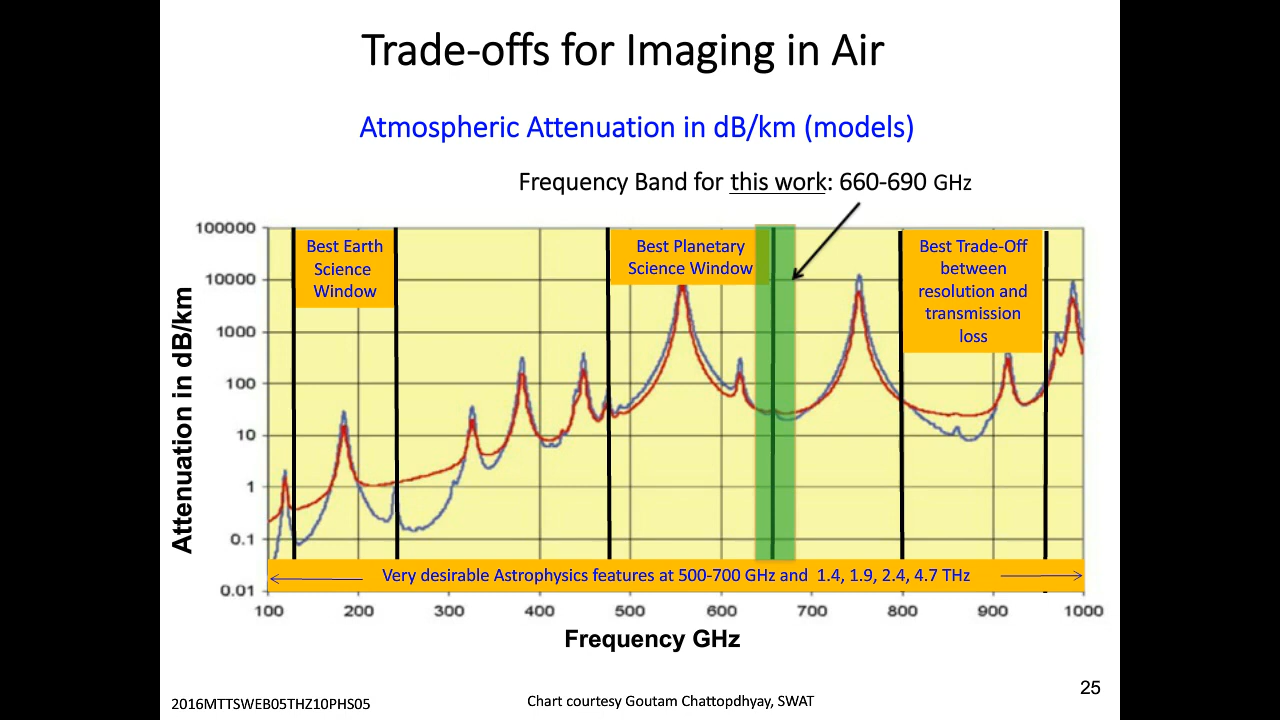 Trade-offs for Imaging in Air
Atmospheric Attenuation in dB/km (models)
Frequency Band for this work: 660-690 GHz
100000
10000
1000
100
10
1
0.1
0.01
Attenuation in dB/km
Best Earth
Science
Window
Best Planetary
Science Window
Best Trade-Off
between
resolution and
transmission
loss
Very desirable Astrophysics features at 500-700 GHz and 1.4, 1.9, 2.4, 4.7 THz
100 200 300 400 500 600 700 800 900 1000
Frequency GHz
25
2016MTTSWEB05THZ10PHS05
Chart courtesy Goutam Chattopdhyay, SWAT